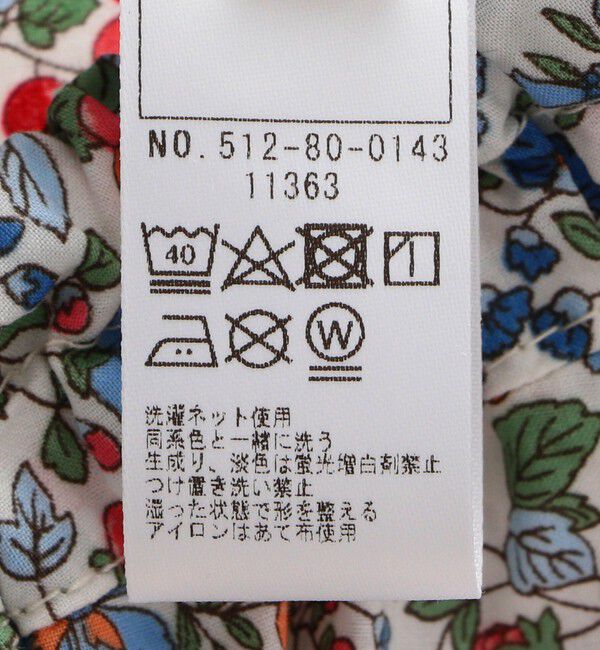 NO. 512-80-0143
11363
40
W
洗濯ネット使用
同系色と一緒に洗う
生成り、淡色は蛍光増白剤禁止
つけ置き洗い禁止
湿った状態で形を整える
アイロンはあて布使用